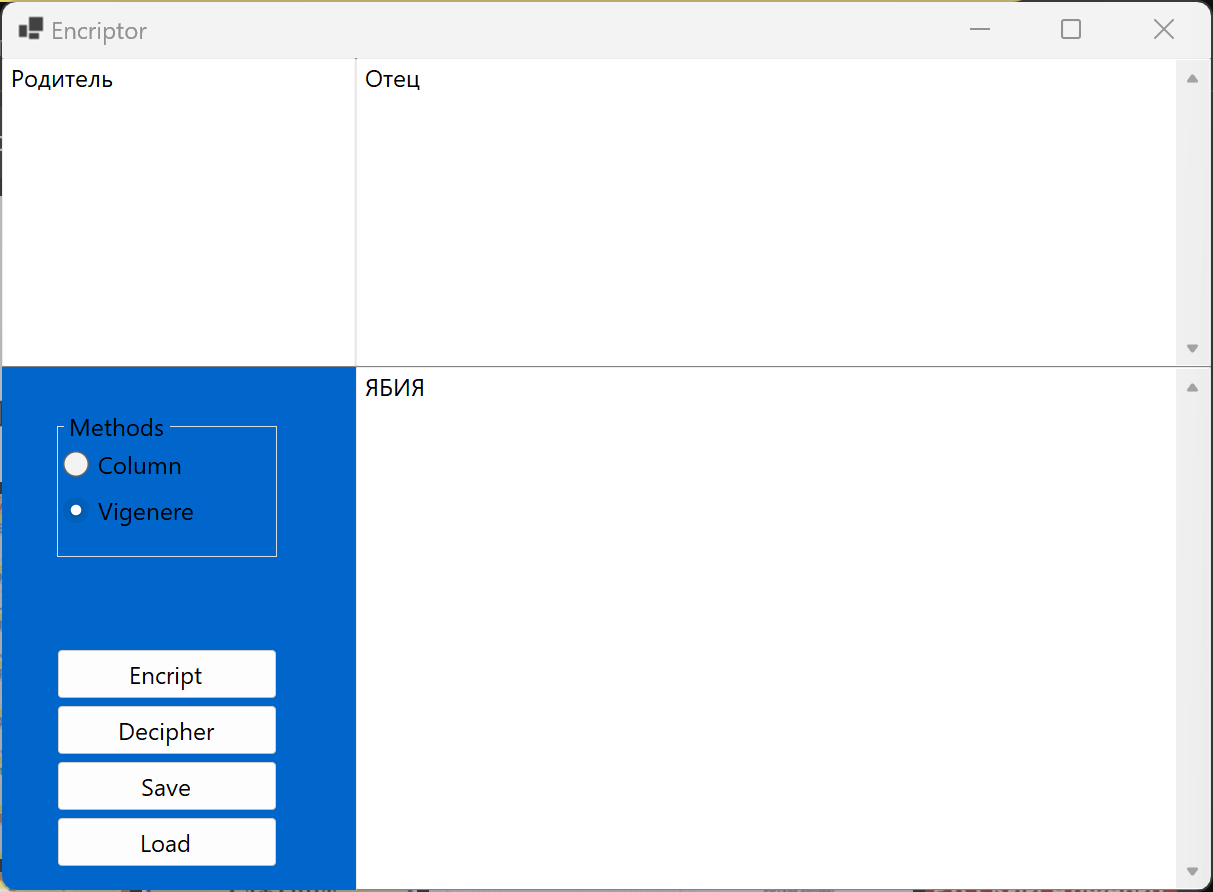 Encriptor
Родитель
Отец
ЯБИЯ
Methods
Column
Vigenere
Encript
Decipher
Save
Load